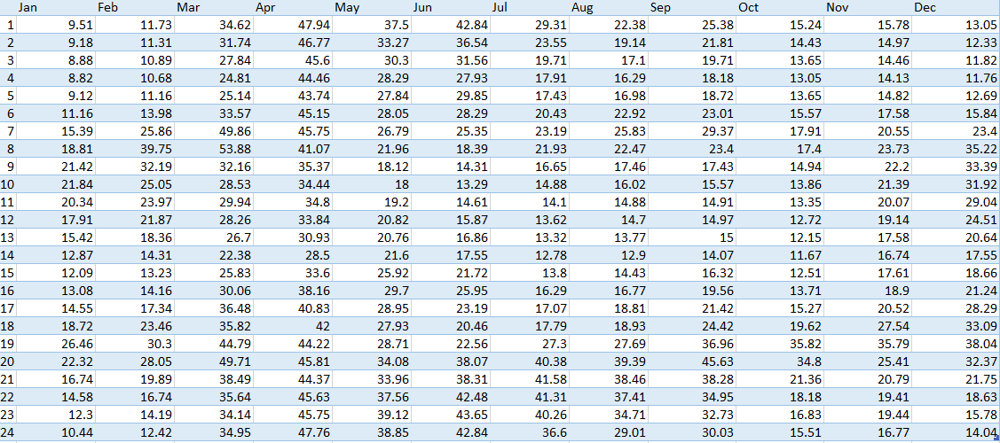 Jan Feb Mar Apr May Jun Jul Aug Sep Oct Nov Dec
1 9.51 11.73 34.62 47.94 37.5 42.84 29.31 22.38 25.38 15.24 15.78 13.05
2 9.18 11.31 31.74 46.77 33.27 36.54 23.55 19.14 21.81 14.43 14.97 12.33
3 8.88 10.89 27.84 45.6 30.3 31.56 19.71 17.1 19.71 13.65 14.46 11.82
4 8.82 10.68 24.81 44.46 28.29 27.93 17.91 16.29 18.18 13.05 14.13 11.76
5 9.12 11.16 25.14 43.74 27.84 29.85 17.43 16.98 18.72 13.65 14.82 12.69
6 11.16 13.98 33.57 45.15 28.05 28.29 20.43 22.92 23.01 15.57 17.58 15.84
7 15.39 25.86 49.86 45.75 26.79 25.35 23.19 25.83 29.37 17.91 20.55 23.4
8 18.81 39.75 53.88 41.07 21.96 18.39 21.93 22.47 23.4 17.4 23.73 35.22
9 21.42 32.19 32.16 35.37 18.12 14.31 16.65 17.46 17.43 14.94 22.2 33.39
10 21.84 25.05 28.53 34.44 18 13.29 14.88 16.02 15.57 13.86 21.39 31.92
11 20.34 23.97 29.94 34.8 19.2 14.61 14.1 14.88 14.91 13.35 20.07 29.04
12 17.91 21.87 28.26 33.84 20.82 15.87 13.62 14.7 14.97 12.72 19.14 24.51
13 15.42 18.36 26.7 30.93 20.76 16.86 13.32 13.77 15 12.15 17.58 20.64
14 12.87 14.31 22.38 28.5 21.6 17.55 12.78 12.9 14.07 11.67 16.74 17.55
15 12.09 13.23 25.83 33.6 25.92 21.72 13.8 14.43 16.32 12.51 17.61 18.66
16 13.08 14.16 30.06 38.16 29.7 25.95 16.29 16.77 19.56 13.71 18.9 21.24
17 14.55 17.34 36.48 40.83 28.95 23.19 17.07 18.81 21.42 15.27 20.52 28.29
18 18.72 23.46 35.82 42 27.93 20.46 17.79 18.93 24.42 19.62 27.54 33.09
19 26.46 30.3 44.79 44.22 28.71 22.56 27.3 27.69 36.96 35.82 35.79 38.04
20 22.32 28.05 49.71 45.81 34.08 38.07 40.38 39.39 45.63 34.8 25.41 32.37
21 16.74 19.89 38.49 44.37 33.96 38.31 41.58 38.46 38.28 21.36 20.79 21.75
22 14.58 16.74 35.64 45.63 37.56 42.48 41.31 37.41 34.95 18.18 19.41 18.63
23 12.3 14.19 34.14 45.75 39.12 43.65 40.26 34.71 32.73 16.83 19.44 15.78
24 10.44 12.42 34.95 47.76 38.85 42.84 36.6 29.01 30.03 15.51 16.77 14.04